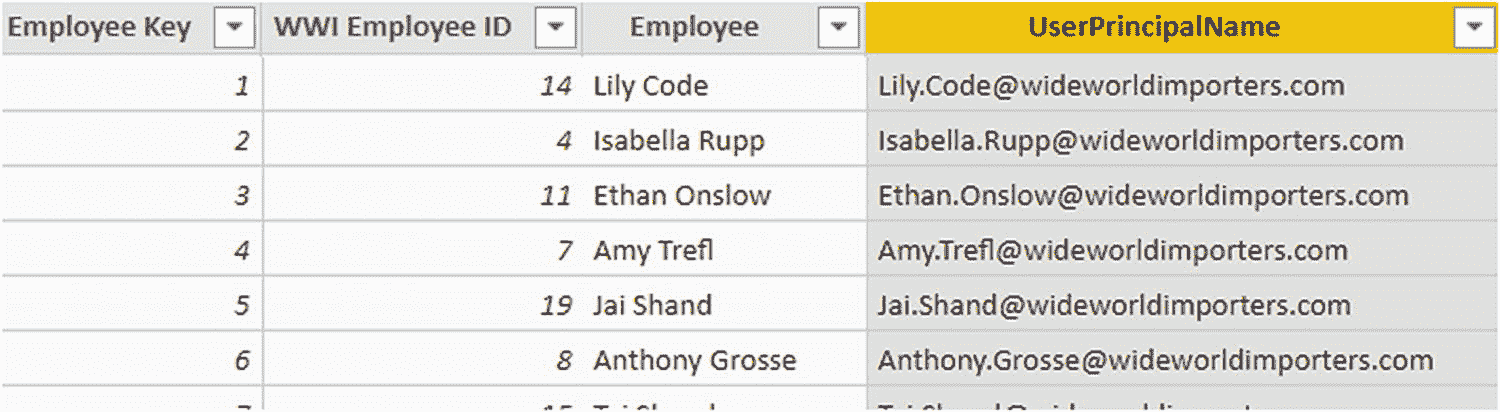 Employee Key WWI Employee ID Employee UserPrincipalName
1 14 Lily Code Lily.Code@wideworldimporters.com
2 4 Isabella Rupp Isabella.Rupp@wideworldimporters.com
3 11 Ethan Onslow Ethan.Onslow@wideworldimporters.com
4 7 Amy Trefl Amy.Trefl@wideworldimporters.com
5 19 Jai Shand Jai.Shand@wideworldimporters.com
6 8 Anthony Grosse Anthony.Grosse@wideworldimporters.com